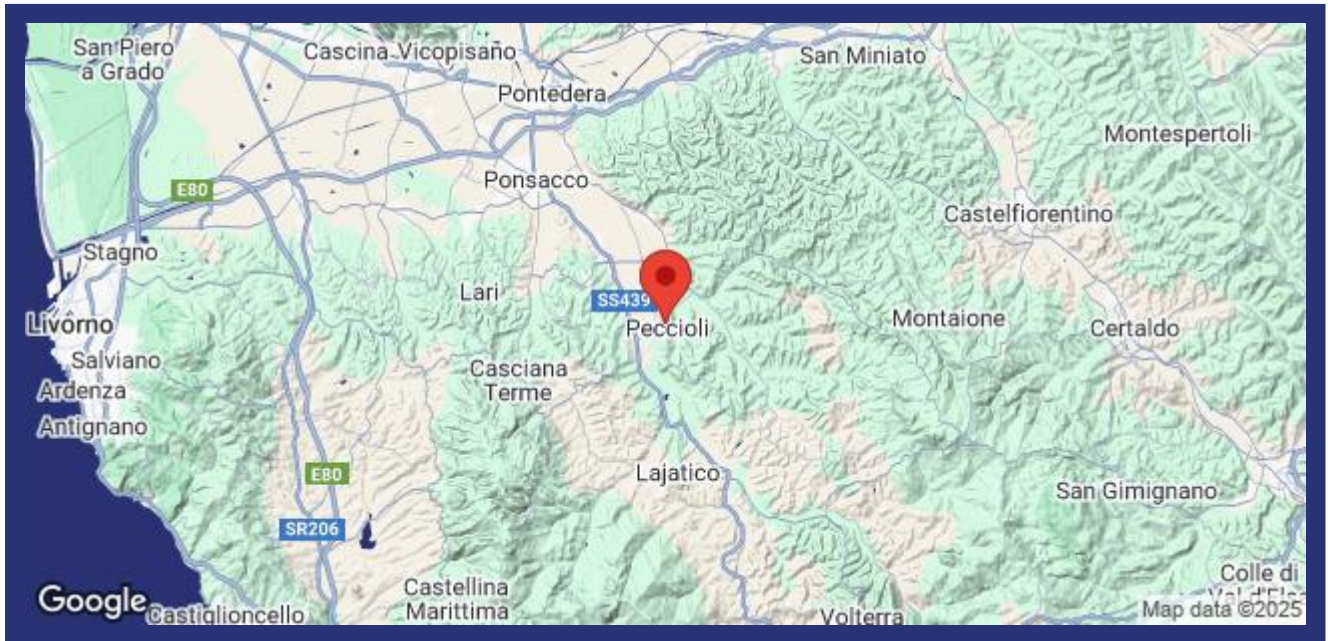 San Piero
a Grado
Cascina
Vicopisano
San Miniato
Pontedera
Montespertoli
E80
Ponsacco
Castelfiorentino
Stagno
Lari
SS439
Livorno
Peccioli
Montaione
Certaldo
Salviano
Casciana
Terme
Ardenza
Antignano
Lajatico
E80
San Gimignano
SR206
Castellina
Marittima
Colle di
Val d'Elsa
Google
Castiglioncello
Volterra
Map data ©2025